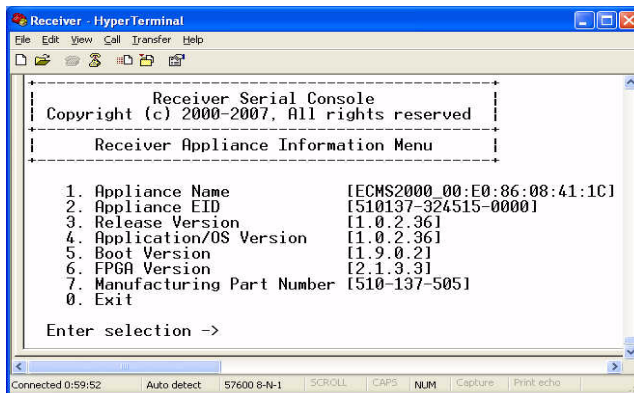 Receiver - HyperTerminal
File Edit View Call Transfer Help
Receiver Serial Console
Copyright (c) 2000-2007, All rights reserved
Receiver Appliance Information Menu
1. Appliance Name [ECMS2000_00:E0:86:08:41:1C]
2. Appliance EID [510137-324515-0000]
3. Release Version [1.0.2.36]
4. Application/OS Version [1.0.2.36]
5. Boot Version [1.9.0.2]
6. FPGA Version [2.1.3.3]
7. Manufacturing Part Number [510-137-505]
0. Exit
Enter selection ->
Connected 0:59:52 Auto detect 57600 8-N-1 SCROLL CAPS NUM Capture Print echo